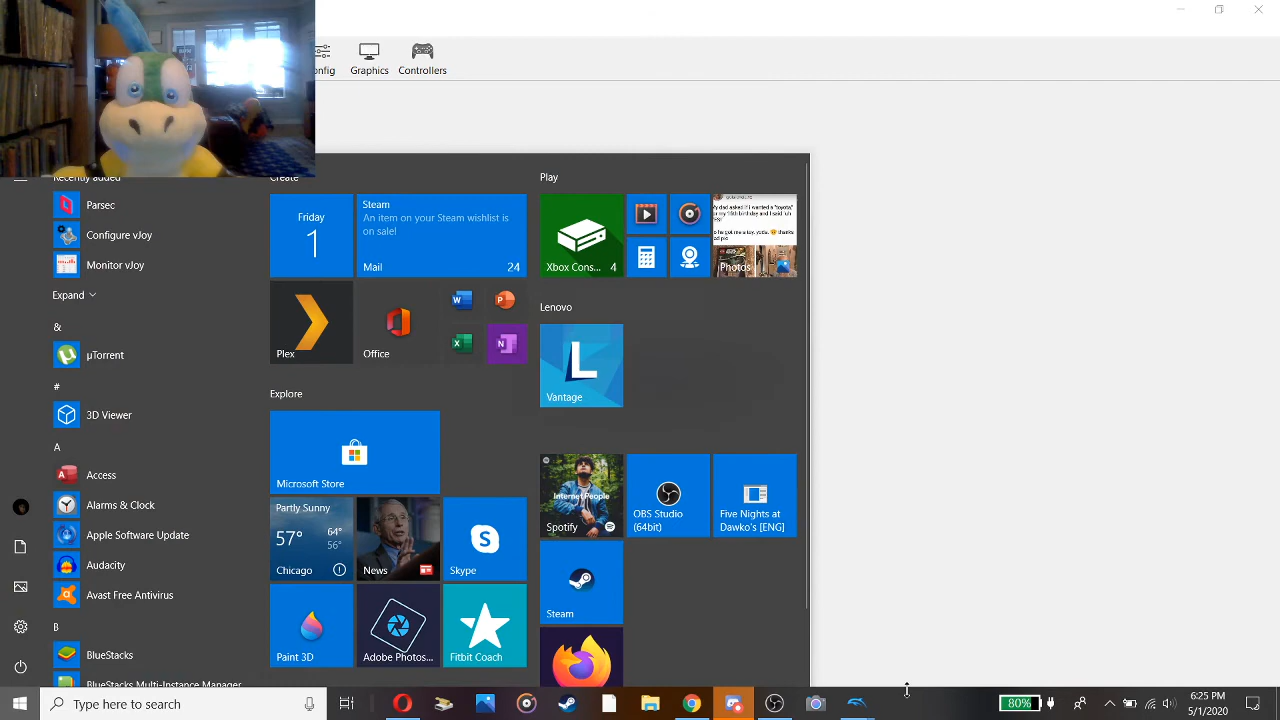 nfig
Graphics
Controllers
Recently added
Parsec
Configure vJoy
Monitor vJoy
Expand
&
µTorrent
#
3D Viewer
A
Access
Alarms & Clock
Apple Software Update
Audacity
Avast Free Antivirus
B
BlueStacks
BlueStacks Multi-Instance Manager
Create
Friday
1
Steam
An item on your Steam wishlist is
on sale!
Mail
24
Plex
Office
Explore
Microsoft Store
Partly Sunny
57°
64°
56°
Chicago
News
Skype
Paint 3D
Adobe Photos...
Fitbit Coach
Play
Xbox Cons...
4
Photos
Lenovo
L
Vantage
Internet People
Spotify
OBS Studio
(64bit)
Five Nights at
Dawko's [ENG]
Steam
Type here to search
80%
6:25 PM
5/1/2020